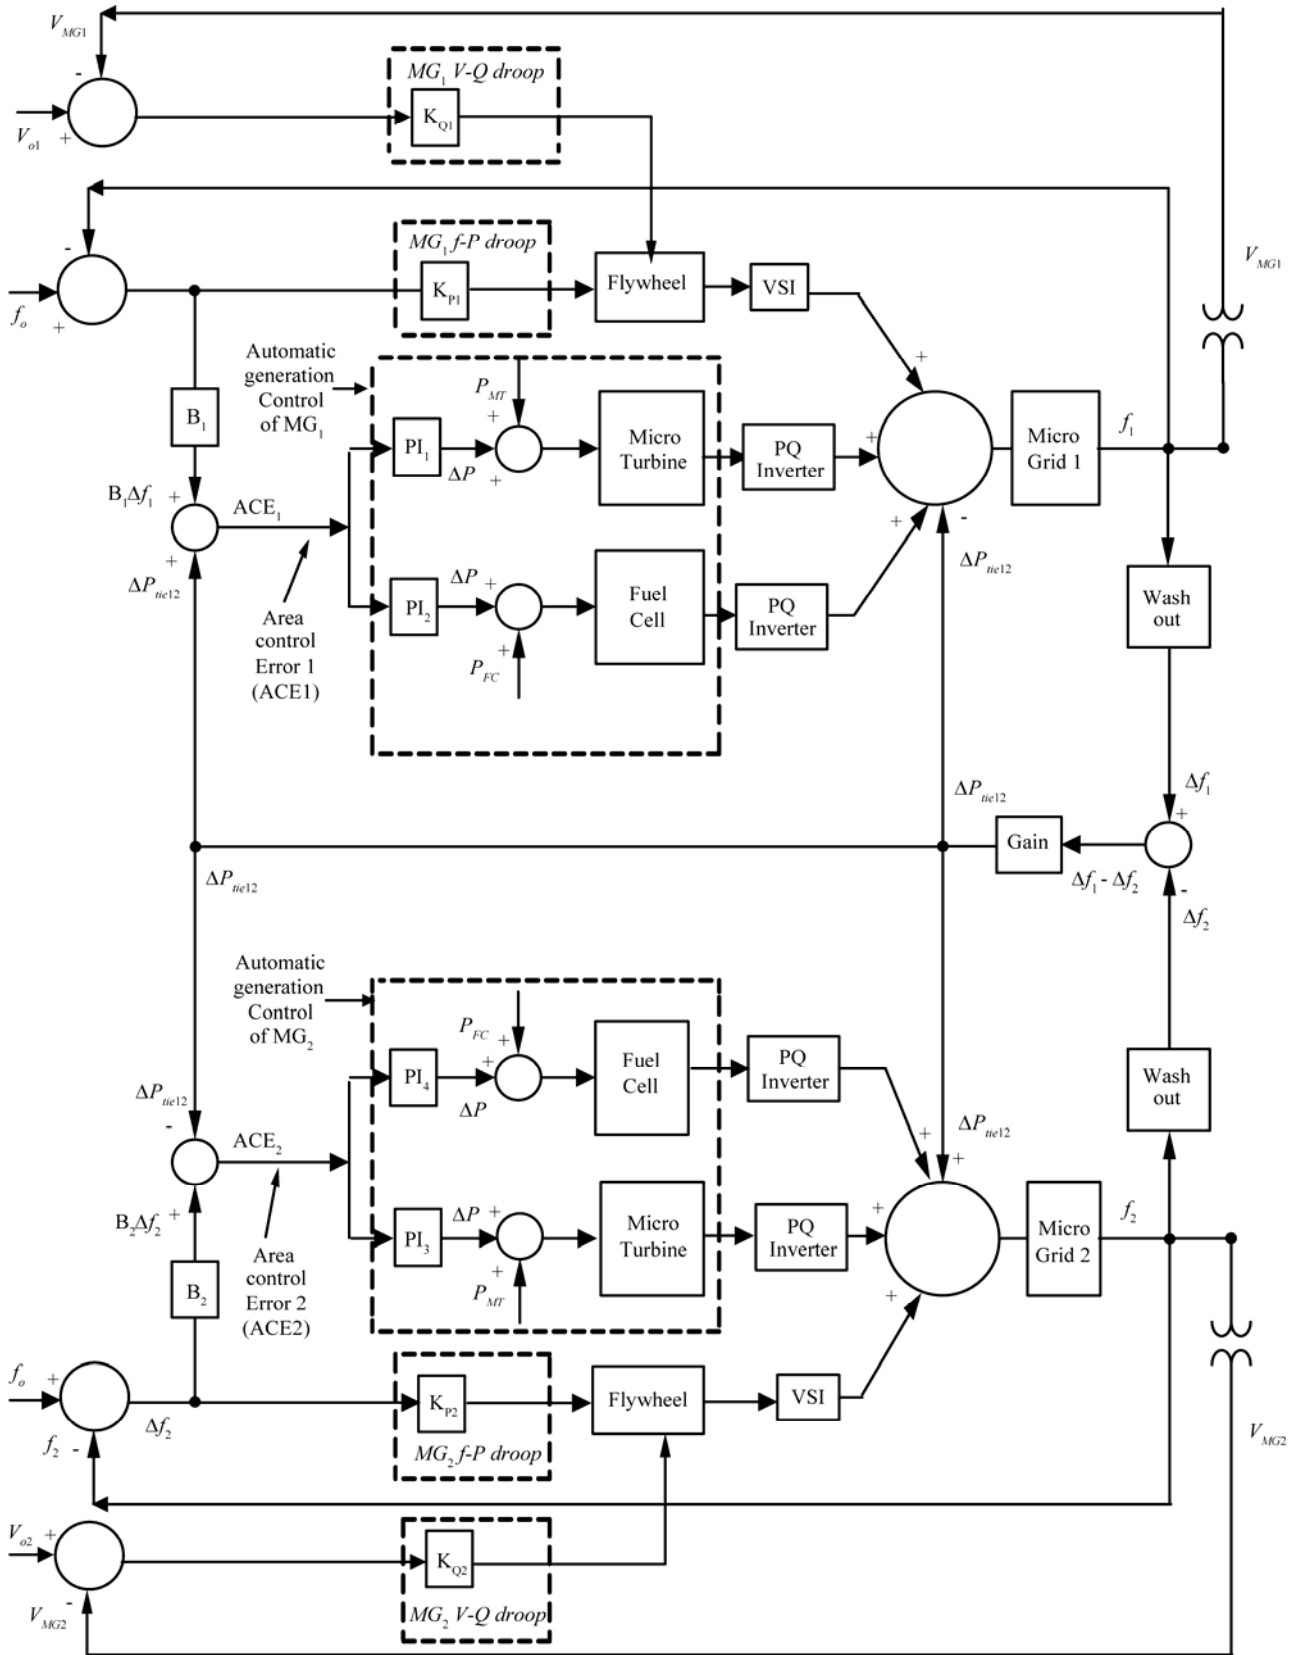 V_MG1
-
V_o1
+
MG_1 V-Q droop
K_Q1
V_MG1
-
f_o
+
MG_1 f-P droop
K_P1
Flywheel
VSI
+
Automatic
generation
Control
of MG_1
B_1
P_MT
+
PI_1
ΔP
+
Micro
Turbine
PQ
Inverter
+
Micro
Grid 1
f_1
B_1Δf_1
+
ACE_1
+
ΔP_tie12
Area
control
Error 1
(ACE1)
PI_2
ΔP
+
+
P_FC
Fuel
Cell
PQ
Inverter
+
-
ΔP_tie12
Wash
out
Δf_1
+
ΔP_tie12
Gain
Δf_1 - Δf_2
-
Δf_2
ΔP_tie12
Automatic
generation
Control
of MG_2
P_FC
+
+
PI_4
ΔP
Fuel
Cell
PQ
Inverter
+
ΔP_tie12
+
Wash
out
ΔP_tie12
-
ACE_2
B_2Δf_2
+
Area
control
Error 2
(ACE2)
B_2
PI_3
ΔP
+
+
P_MT
Micro
Turbine
PQ
Inverter
+
Micro
Grid 2
f_2
+
f_o
+
f_2
-
Δf_2
K_P2
MG_2 f-P droop
Flywheel
VSI
V_MG2
V_o2
+
V_MG2
-
K_Q2
MG_2 V-Q droop